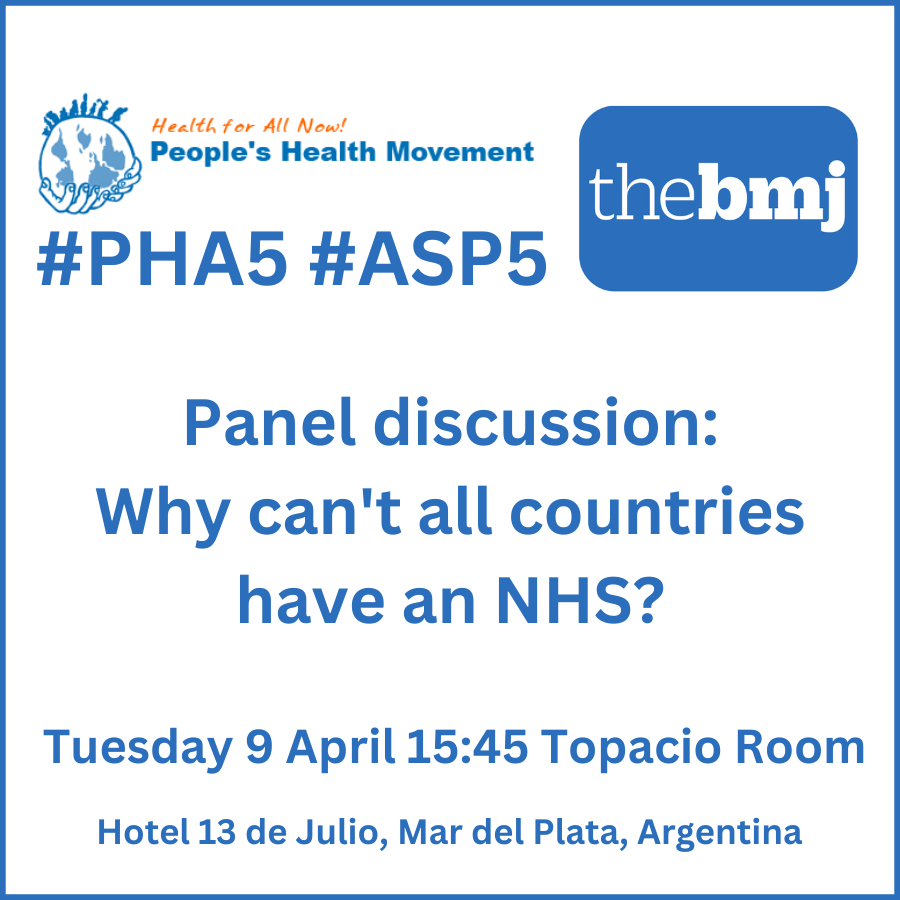 Health for All Now!
People's Health Movement
thebmj
#PHA5 #ASP5
Panel discussion:
Why can't all countries
have an NHS?
Tuesday 9 April 15:45 Topacio Room
Hotel 13 de Julio, Mar del Plata, Argentina